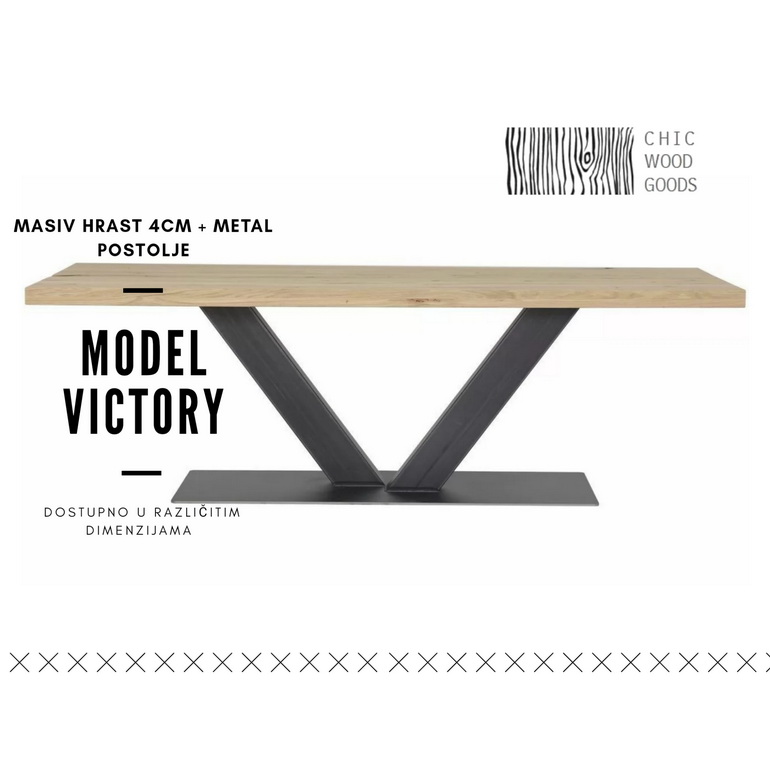 CHIC
WOOD
GOODS
MASIV HRAST 4CM + METAL
POSTOLJE
MODEL
VICTORY
DOSTUPNO U RAZLIČITIM
DIMENZIJAMA